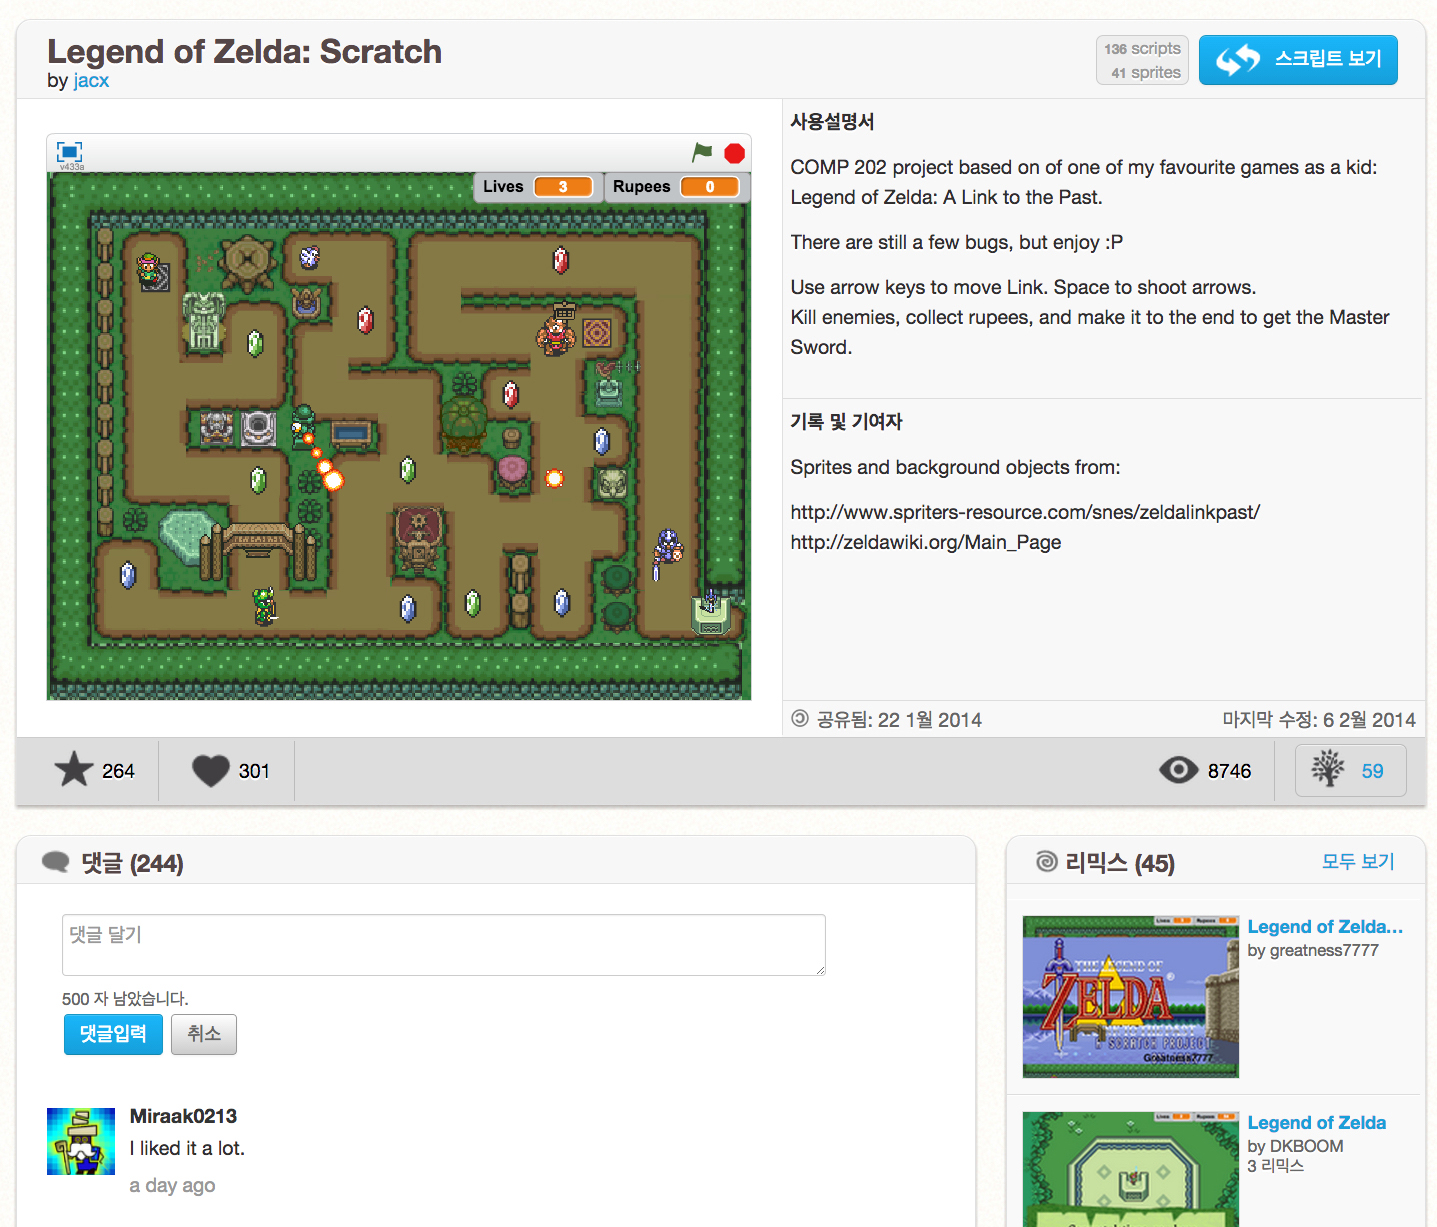 Legend of Zelda: Scratch
by jacx
136 scripts
41 sprites
스크립트 보기
v433a
Lives 3
Rupees 0
사용설명서
COMP 202 project based on of one of my favourite games as a kid:
Legend of Zelda: A Link to the Past.
There are still a few bugs, but enjoy :P
Use arrow keys to move Link. Space to shoot arrows.
Kill enemies, collect rupees, and make it to the end to get the Master
Sword.
기록 및 기여자
Sprites and background objects from:
http://www.spriters-resource.com/snes/zeldalinkpast/
http://zeldawiki.org/Main_Page
공유됨: 22 1월 2014
마지막 수정: 6 2월 2014
264
301
8746
59
댓글 (244)
댓글 달기
500 자 남았습니다.
댓글입력
취소
Miraak0213
I liked it a lot.
a day ago
리믹스 (45)
모두 보기
THE LEGEND OF
ZELDA
A SCRATCH PROJECT
Greatness7777
Legend of Zelda...
by greatness7777
Legend of Zelda
by DKBOOM
3 리믹스